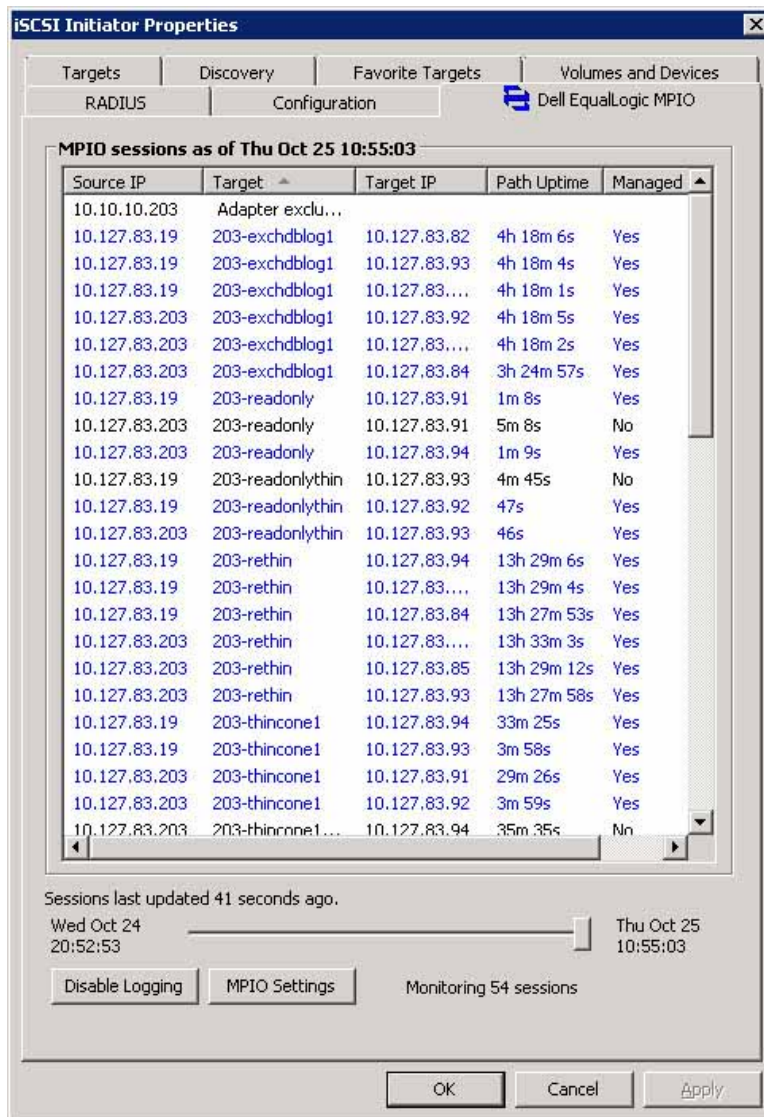 iSCSI Initiator Properties
Targets Discovery Favorite Targets Volumes and Devices
RADIUS Configuration Dell EqualLogic MPIO
MPIO sessions as of Thu Oct 25 10:55:03
Source IP Target Target IP Path Uptime Managed
10.10.10.203 Adapter exclu...
10.127.83.19 203-exchdblog1 10.127.83.82 4h 18m 6s Yes
10.127.83.19 203-exchdblog1 10.127.83.93 4h 18m 4s Yes
10.127.83.19 203-exchdblog1 10.127.83.... 4h 18m 1s Yes
10.127.83.203 203-exchdblog1 10.127.83.92 4h 18m 5s Yes
10.127.83.203 203-exchdblog1 10.127.83.... 4h 18m 2s Yes
10.127.83.203 203-exchdblog1 10.127.83.84 3h 24m 57s Yes
10.127.83.19 203-readonly 10.127.83.91 1m 8s Yes
10.127.83.203 203-readonly 10.127.83.91 5m 8s No
10.127.83.203 203-readonly 10.127.83.94 1m 9s Yes
10.127.83.19 203-readonlythin 10.127.83.93 4m 45s No
10.127.83.19 203-readonlythin 10.127.83.92 47s Yes
10.127.83.203 203-readonlythin 10.127.83.93 46s Yes
10.127.83.19 203-rethin 10.127.83.94 13h 29m 6s Yes
10.127.83.19 203-rethin 10.127.83.... 13h 29m 4s Yes
10.127.83.19 203-rethin 10.127.83.84 13h 27m 53s Yes
10.127.83.203 203-rethin 10.127.83.... 13h 33m 3s Yes
10.127.83.203 203-rethin 10.127.83.85 13h 29m 12s Yes
10.127.83.203 203-rethin 10.127.83.93 13h 27m 58s Yes
10.127.83.19 203-thincone1 10.127.83.94 33m 25s Yes
10.127.83.19 203-thincone1 10.127.83.93 3m 58s Yes
10.127.83.203 203-thincone1 10.127.83.91 29m 26s Yes
10.127.83.203 203-thincone1 10.127.83.92 3m 59s Yes
10.127.83.203 203-thincone1... 10.127.83.94 35m 35s No
Sessions last updated 41 seconds ago.
Wed Oct 24 Thu Oct 25
20:52:53 10:55:03
Disable Logging MPIO Settings Monitoring 54 sessions
OK Cancel Apply